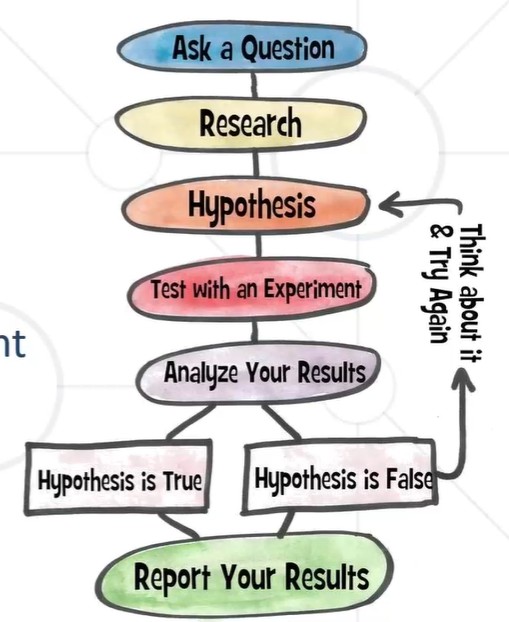 Ask a Question
Research
Hypothesis
Think about it
& Try Again
Test with an Experiment
nt
Analyze Your Results
Hypothesis is True
Hypothesis is False
Report Your Results